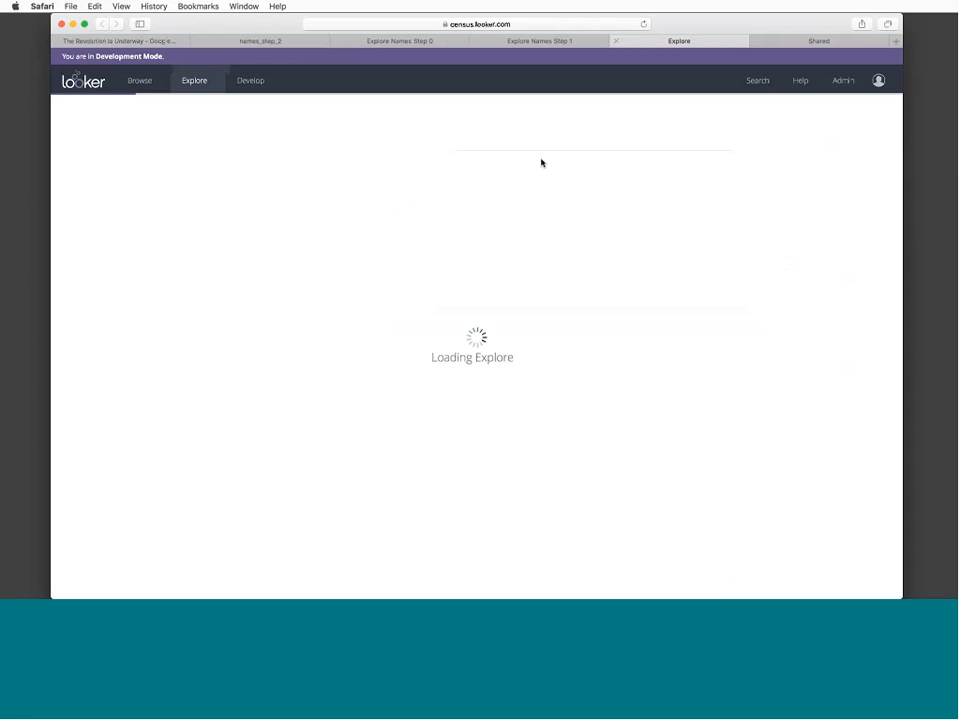 Safari File Edit View History Bookmarks Window Help
census.looker.com
The Revolution is Underway - Google... names_step_2 Explore Names Step 0 Explore Names Step 1 Explore Shared
You are in Development Mode.
looker Browse Explore Develop Search Help Admin
Loading Explore